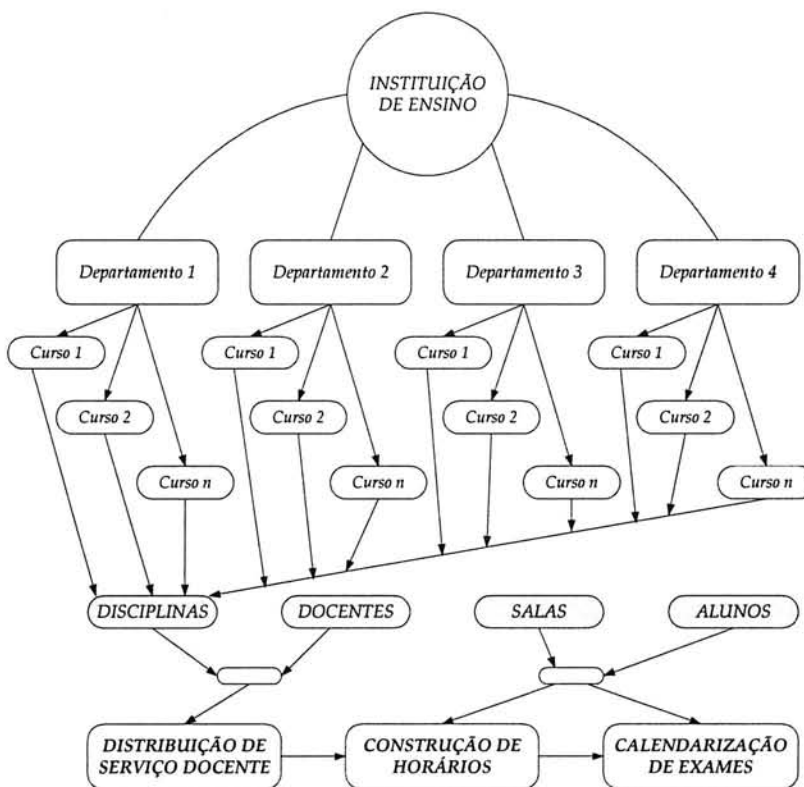 INSTITUIÇÃO
DE ENSINO
Departamento 1
Departamento 2
Departamento 3
Departamento 4
Curso 1
Curso 1
Curso 1
Curso 1
Curso 2
Curso 2
Curso 2
Curso 2
Curso n
Curso n
Curso n
Curso n
DISCIPLINAS
DOCENTES
SALAS
ALUNOS
DISTRIBUIÇÃO DE
SERVIÇO DOCENTE
CONSTRUÇÃO DE
HORÁRIOS
CALENDARIZAÇÃO
DE EXAMES